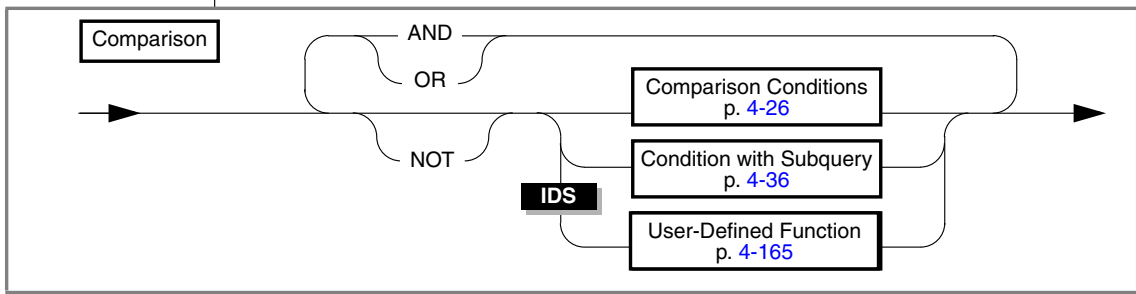 Comparison
AND
OR
Comparison Conditions
p. 4-26
NOT
Condition with Subquery
p. 4-36
IDS
User-Defined Function
p. 4-165